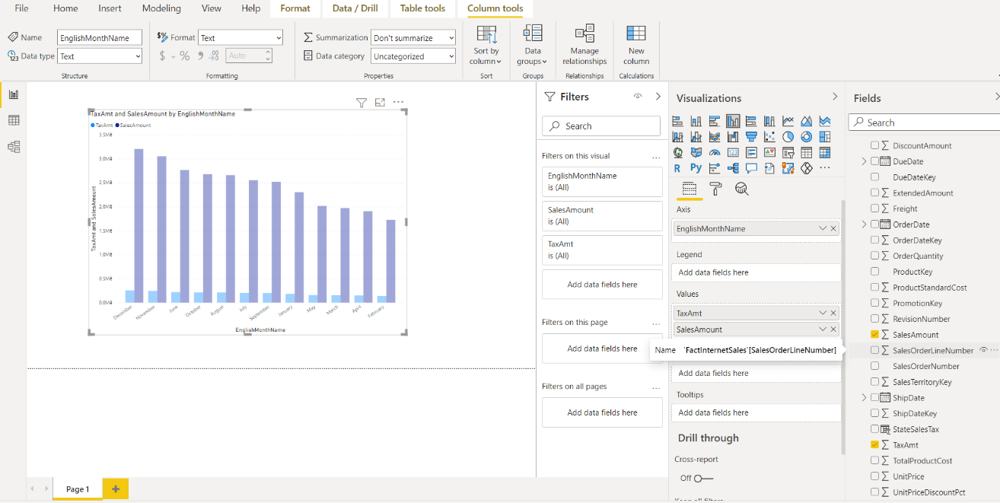 File Home Insert Modeling View Help Format Data / Drill Table tools Column tools
Name EnglishMonthName
Data type Text
Structure
$% Format Text
$ % 9 .00 Auto
Formatting
Summarization Don't summarize
Data category Uncategorized
Properties
Sort by
column
Sort
Data
groups
Groups
Manage
relationships
Relationships
New
column
Calculations
TaxAmt and SalesAmount by EnglishMonthName
TaxAmt SalesAmount
3.5M
3.0M
2.5M
2.0M
1.5M
1.0M
0.5M
0.0M
TaxAmt and SalesAmount
December November June October August July September January May March April February
EnglishMonthName
Page 1
Filters
Search
Filters on this visual ...
EnglishMonthName
is (All)
SalesAmount
is (All)
TaxAmt
is (All)
Add data fields here
Filters on this page ...
Add data fields here
Filters on all pages ...
Add data fields here
Visualizations
123
R Py
Axis
EnglishMonthName
Legend
Add data fields here
Values
TaxAmt
SalesAmount
Name 'FactInternetSales'[SalesOrderLineNumber]
Add data fields here
Tooltips
Add data fields here
Drill through
Cross-report
Off
Fields
Search
DiscountAmount
DueDate
DueDateKey
ExtendedAmount
Freight
OrderDate
OrderDateKey
OrderQuantity
ProductKey
ProductStandardCost
PromotionKey
RevisionNumber
SalesAmount
SalesOrderLineNumber
SalesOrderNumber
SalesTerritoryKey
ShipDate
ShipDateKey
StateSalesTax
TaxAmt
TotalProductCost
UnitPrice
UnitPriceDiscountPct